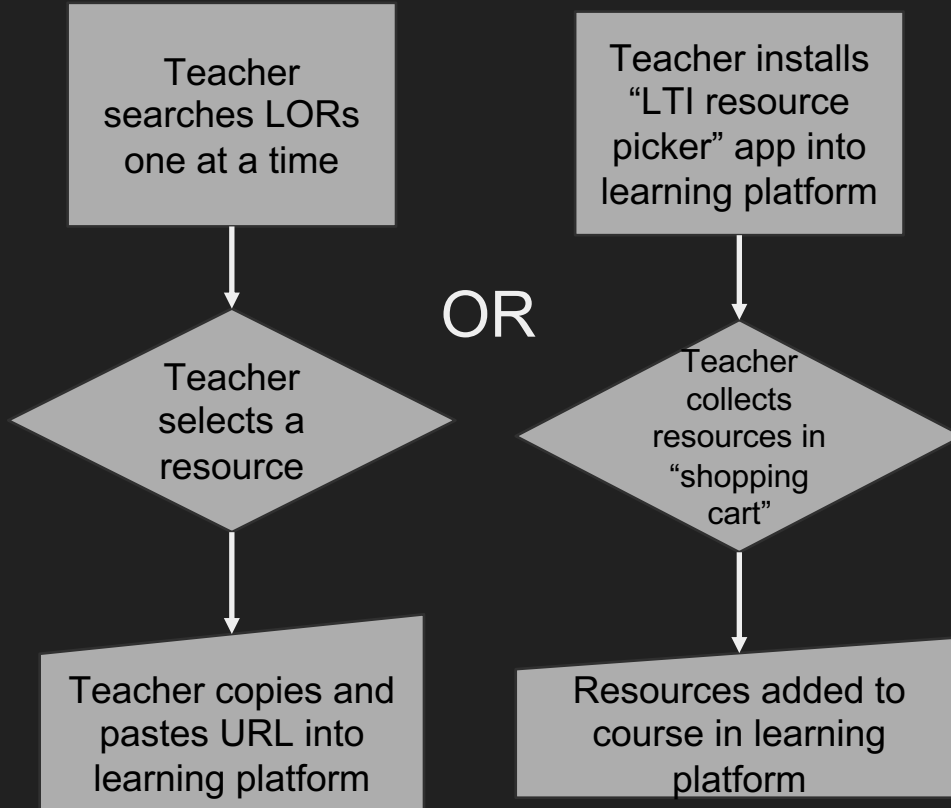 Teacher
searches LORs
one at a time
Teacher
selects a
resource
Teacher copies and
pastes URL into
learning platform
OR
Teacher installs
“LTI resource
picker” app into
learning platform
Teacher
collects
resources in
“shopping
cart”
Resources added to
course in learning
platform